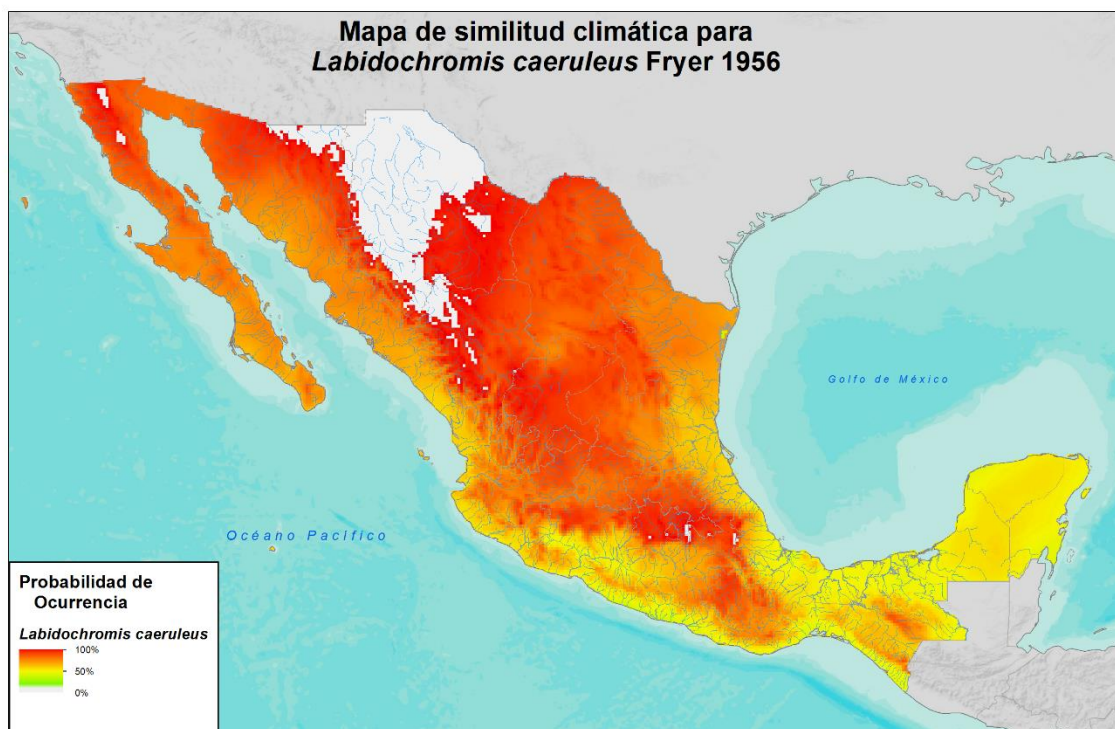 Mapa de similitud climática para
Labidochromis caeruleus Fryer 1956
Golfo de México
Océano Pacífico
Probabilidad de
Ocurrencia
Labidochromis caeruleus
100%
50%
0%